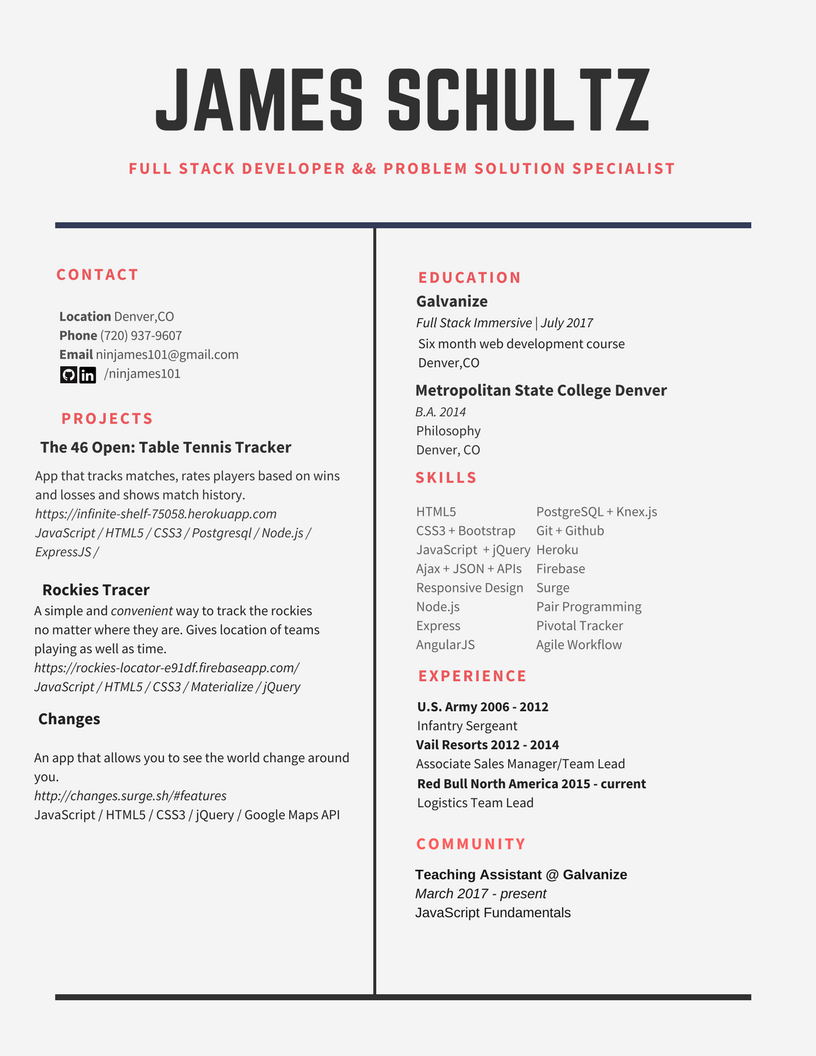 JAMES SCHULTZ
FULL STACK DEVELOPER && PROBLEM SOLUTION SPECIALIST
CONTACT
Location Denver,CO
Phone (720) 937-9607
Email ninjames101@gmail.com
in /ninjames101
PROJECTS
The 46 Open: Table Tennis Tracker
App that tracks matches, rates players based on wins
and losses and shows match history.
https://infinite-shelf-75058.herokuapp.com
JavaScript / HTML5 / CSS3 / Postgresql / Node.js /
ExpressJS /
Rockies Tracer
A simple and convenient way to track the rockies
no matter where they are. Gives location of teams
playing as well as time.
https://rockies-locator-e91df.firebaseapp.com/
JavaScript / HTML5 / CSS3 / Materialize / jQuery
Changes
An app that allows you to see the world change around
you.
http://changes.surge.sh/#features
JavaScript / HTML5 / CSS3 / jQuery / Google Maps API
EDUCATION
Galvanize
Full Stack Immersive | July 2017
Six month web development course
Denver,CO
Metropolitan State College Denver
B.A. 2014
Philosophy
Denver, CO
SKILLS
HTML5
CSS3 + Bootstrap
JavaScript + jQuery
Ajax + JSON + APIs
Responsive Design
Node.js
Express
AngularJS
PostgreSQL + Knex.js
Git + Github
Heroku
Firebase
Surge
Pair Programming
Pivotal Tracker
Agile Workflow
EXPERIENCE
U.S. Army 2006 - 2012
Infantry Sergeant
Vail Resorts 2012 - 2014
Associate Sales Manager/Team Lead
Red Bull North America 2015 - current
Logistics Team Lead
COMMUNITY
Teaching Assistant @ Galvanize
March 2017 - present
JavaScript Fundamentals